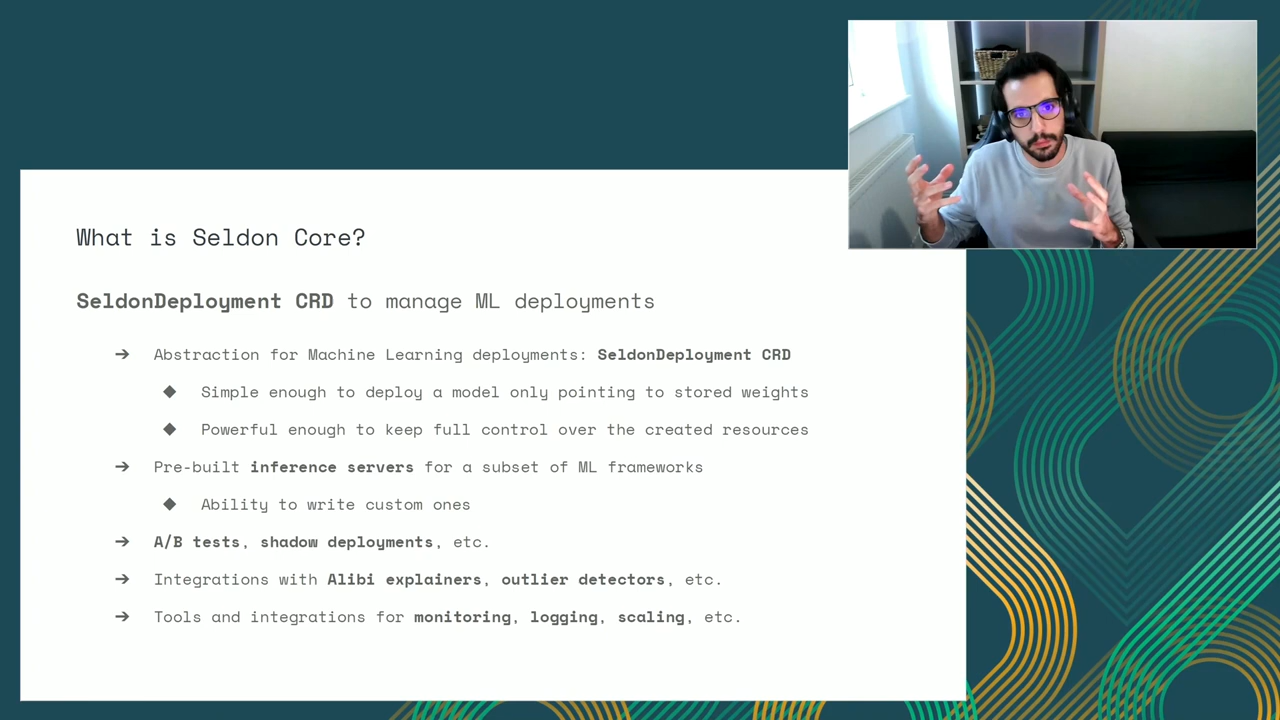 What is Seldon Core?
SeldonDeployment CRD to manage ML deployments
➔ Abstraction for Machine Learning deployments: SeldonDeployment CRD
◆ Simple enough to deploy a model only pointing to stored weights
◆ Powerful enough to keep full control over the created resources
➔ Pre-built inference servers for a subset of ML frameworks
◆ Ability to write custom ones
➔ A/B tests, shadow deployments, etc.
➔ Integrations with Alibi explainers, outlier detectors, etc.
➔ Tools and integrations for monitoring, logging, scaling, etc.